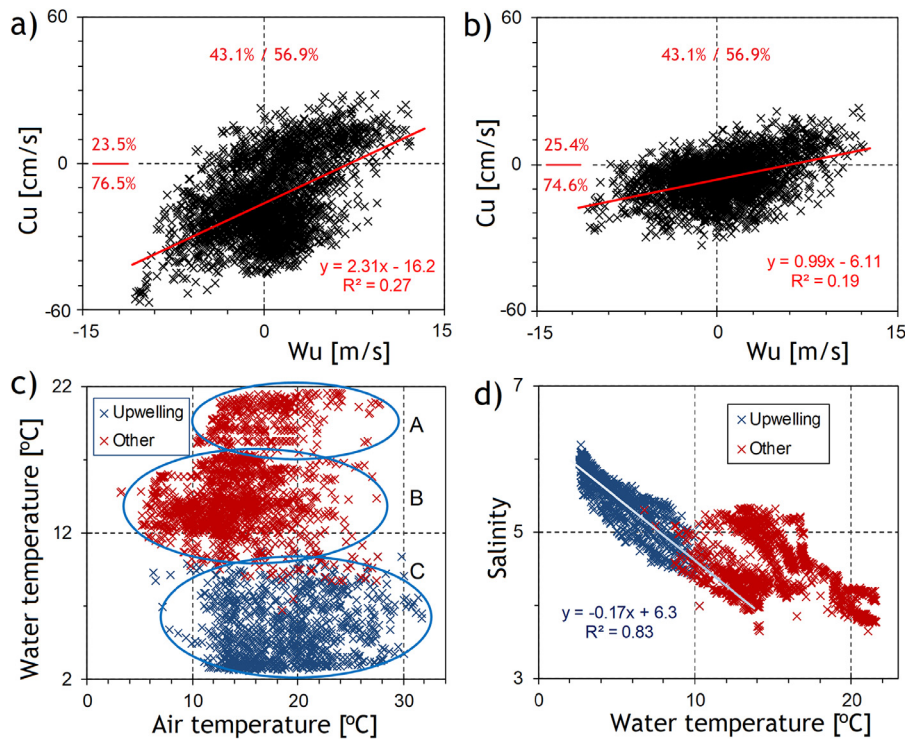 a)
60
43.1% / 56.9%
23.5%
0
76.5%
Cu [cm/s]
y = 2.31x - 16.2
R² = 0.27
-60
-15
0
15
Wu [m/s]
b)
60
43.1% / 56.9%
25.4%
0
74.6%
Cu [cm/s]
y = 0.99x - 6.11
R² = 0.19
-60
-15
0
15
Wu [m/s]
c)
22
Upwelling
Other
A
B
12
C
Water temperature [ºC]
2
0
10
20
30
Air temperature [ºC]
d)
7
Upwelling
Other
5
Salinity
y = -0.17x + 6.3
R² = 0.83
3
0
10
20
Water temperature [ºC]